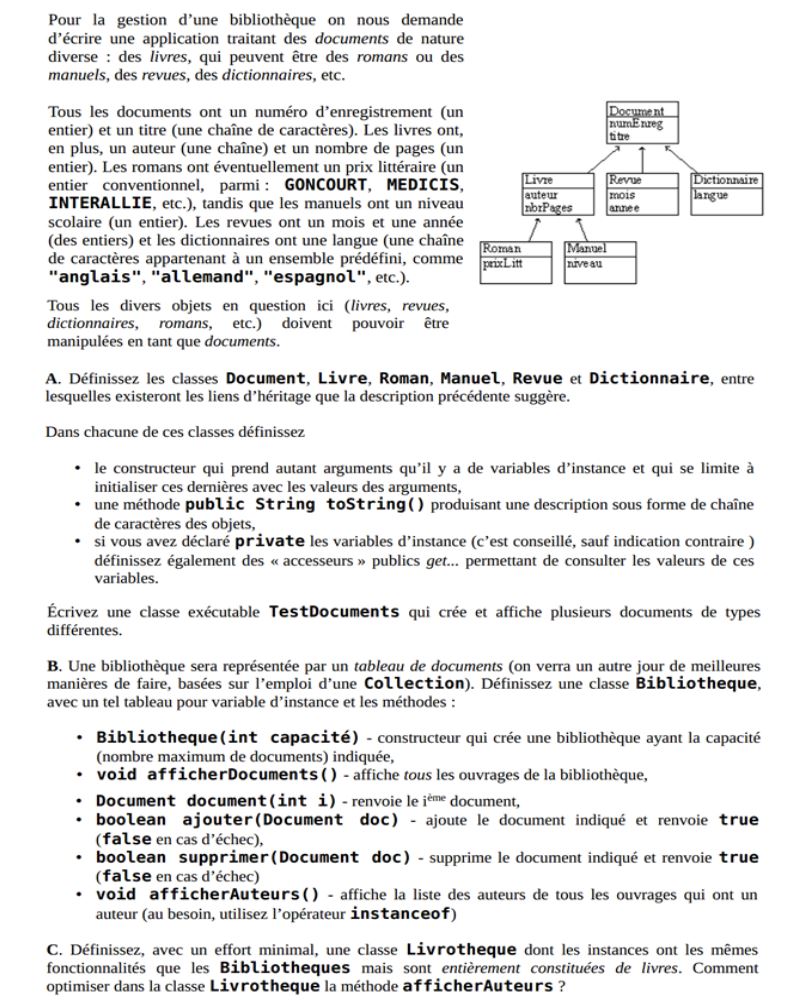 Pour la gestion d’une bibliothèque on nous demande
d’écrire une application traitant des documents de nature
diverse : des livres, qui peuvent être des romans ou des
manuels, des revues, des dictionnaires, etc.
Tous les documents ont un numéro d’enregistrement (un
entier) et un titre (une chaîne de caractères). Les livres ont,
en plus, un auteur (une chaîne) et un nombre de pages (un
entier). Les romans ont éventuellement un prix littéraire (un
entier conventionnel, parmi : GONCOURT, MEDICIS,
INTERALLIE, etc.), tandis que les manuels ont un niveau
scolaire (un entier). Les revues ont un mois et une année
(des entiers) et les dictionnaires ont une langue (une chaîne
de caractères appartenant à un ensemble prédéfini, comme
"anglais", "allemand", "espagnol", etc.).
Document
numEnreg
titre
Livre
auteur
nbrPages
Revue
mois
annee
Dictionnaire
langue
Roman
prixLitt
Manuel
niveau
Tous les divers objets en question ici (livres, revues,
dictionnaires, romans, etc.) doivent pouvoir être
manipulées en tant que documents.
A. Définissez les classes Document, Livre, Roman, Manuel, Revue et Dictionnaire, entre
lesquelles existeront les liens d’héritage que la description précédente suggère.
Dans chacune de ces classes définissez
• le constructeur qui prend autant arguments qu’il y a de variables d’instance et qui se limite à
initialiser ces dernières avec les valeurs des arguments,
• une méthode public String toString() produisant une description sous forme de chaîne
de caractères des objets,
• si vous avez déclaré private les variables d’instance (c’est conseillé, sauf indication contraire )
définissez également des « accesseurs » publics get... permettant de consulter les valeurs de ces
variables.
Écrivez une classe exécutable TestDocuments qui crée et affiche plusieurs documents de types
différentes.
B. Une bibliothèque sera représentée par un tableau de documents (on verra un autre jour de meilleures
manières de faire, basées sur l’emploi d’une Collection). Définissez une classe Bibliotheque,
avec un tel tableau pour variable d’instance et les méthodes :
• Bibliotheque(int capacité) - constructeur qui crée une bibliothèque ayant la capacité
(nombre maximum de documents) indiquée,
• void afficherDocuments() - affiche tous les ouvrages de la bibliothèque,
• Document document(int i) - renvoie le ième document,
• boolean ajouter(Document doc) - ajoute le document indiqué et renvoie true
(false en cas d’échec),
• boolean supprimer(Document doc) - supprime le document indiqué et renvoie true
(false en cas d’échec)
• void afficherAuteurs() - affiche la liste des auteurs de tous les ouvrages qui ont un
auteur (au besoin, utilisez l’opérateur instanceof)
C. Définissez, avec un effort minimal, une classe Livrotheque dont les instances ont les mêmes
fonctionnalités que les Bibliotheques mais sont entièrement constituées de livres. Comment
optimiser dans la classe Livrotheque la méthode afficherAuteurs ?